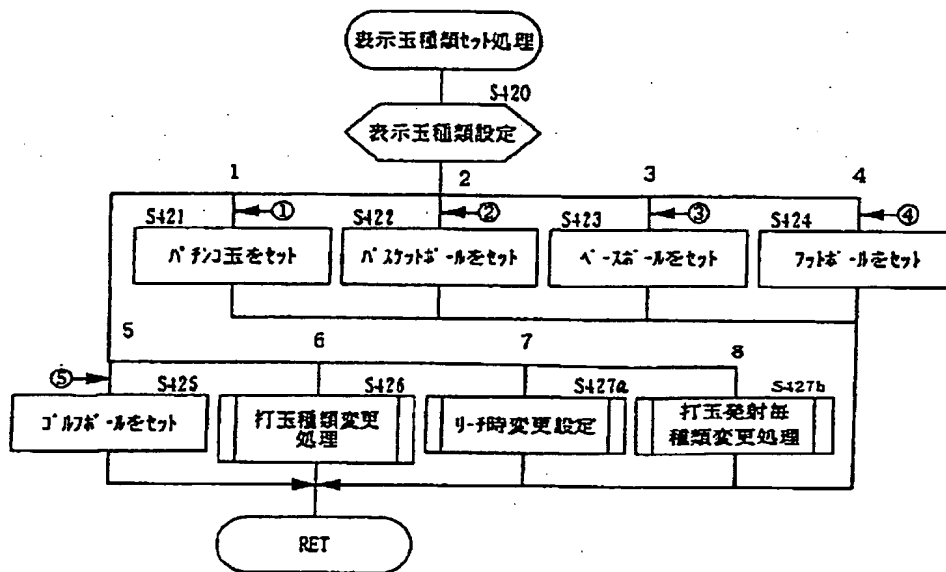 表示玉種類セット処理
S420
表示玉種類設定
1
2
3
4
①
②
③
④
S421
S422
S423
S424
パチンコ玉をセット
バスケットボールをセット
ベースボールをセット
フットボールをセット
5
6
7
8
⑤
S425
S426
S427a
S427b
ゴルフボールをセット
打玉種類変更
処理
リーチ時変更設定
打玉発射毎
種類変更処理
RET